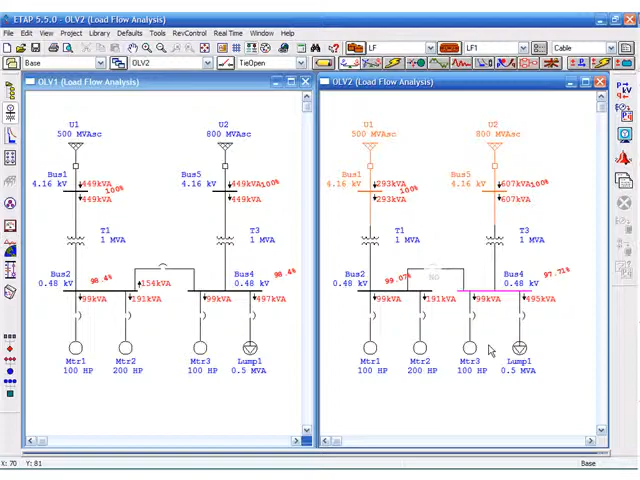 ETAP 5.5.0 - OLV2 (Load Flow Analysis)
File Edit View Project Library Defaults Tools RevControl Real Time Window Help
LF LF1 Cable
Base OLV2 TieOpen
OLV1 (Load Flow Analysis)
U1
500 MVAsc
U2
800 MVAsc
Bus1
4.16 kV
449kVA
100%
449kVA
Bus5
4.16 kV
449kVA
100%
449kVA
T1
1 MVA
T3
1 MVA
Bus2
0.48 kV
98.4%
154kVA
Bus4
0.48 kV
98.4%
99kVA
191kVA
99kVA
497kVA
Mtr1
100 HP
Mtr2
200 HP
Mtr3
100 HP
Lump1
0.5 MVA
OLV2 (Load Flow Analysis)
U1
500 MVAsc
U2
800 MVAsc
Bus1
4.16 kV
293kVA
100%
293kVA
Bus5
4.16 kV
607kVA
100%
607kVA
T1
1 MVA
T3
1 MVA
Bus2
0.48 kV
99.07%
NO
Bus4
0.48 kV
97.71%
99kVA
191kVA
99kVA
495kVA
Mtr1
100 HP
Mtr2
200 HP
Mtr3
100 HP
Lump1
0.5 MVA
X: 70 Y: 81 Base